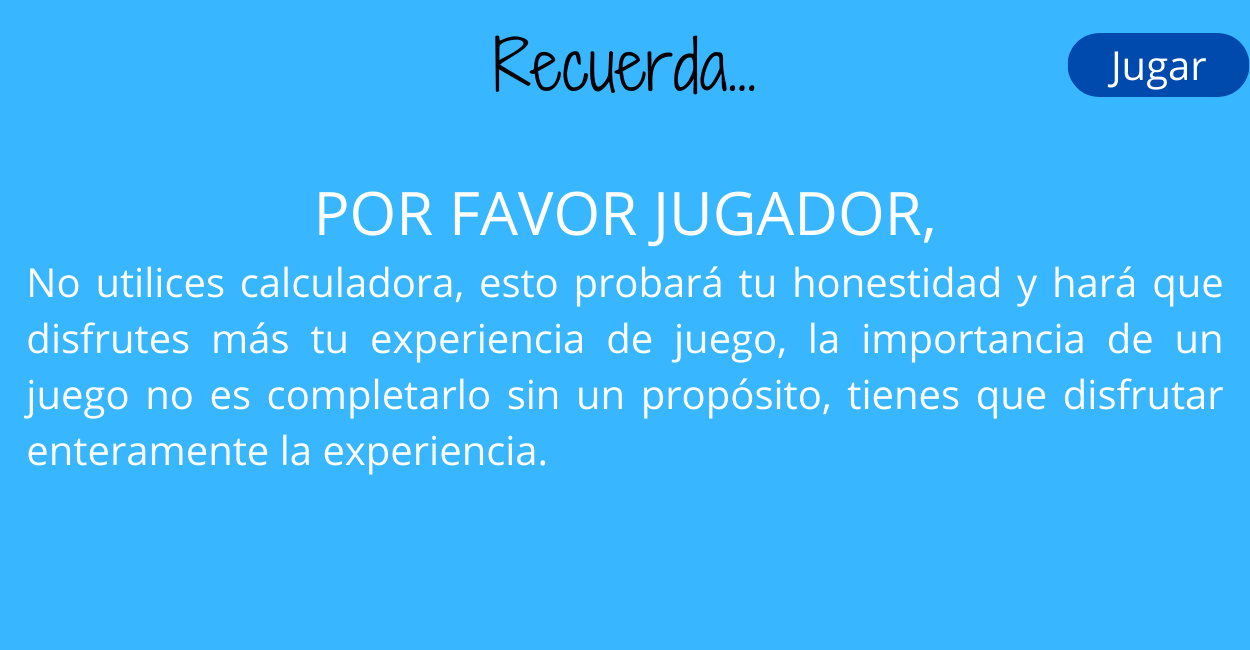 Recuerda...
Jugar
POR FAVOR JUGADOR,
No utilices calculadora, esto probará tu honestidad y hará que
disfrutes más tu experiencia de juego, la importancia de un
juego no es completarlo sin un propósito, tienes que disfrutar
enteramente la experiencia.